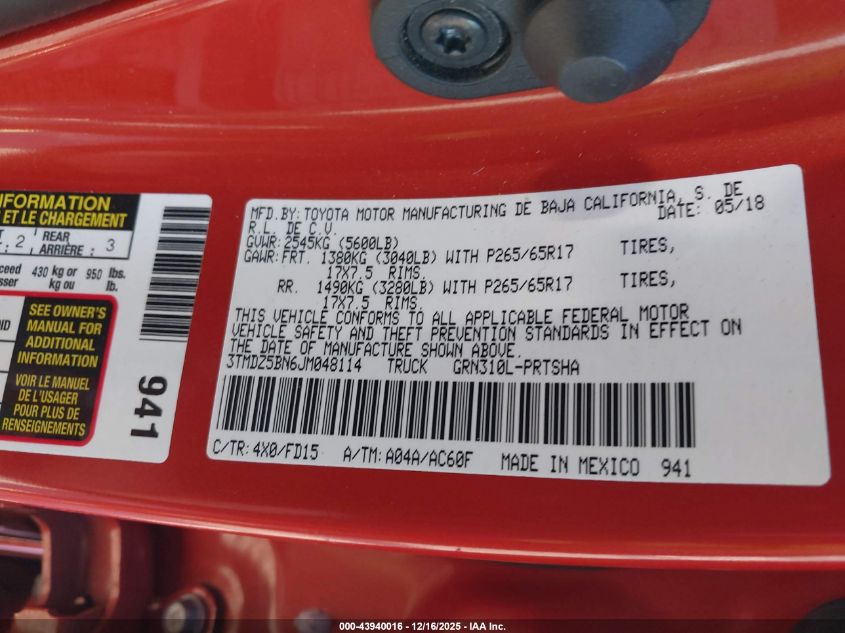 INFORMATION
ET LE CHARGEMENT
2 REAR ARRIÈRE : 3
430 kg or 950 lbs.
kg ou lb.
SEE OWNER'S
MANUAL FOR
ADDITIONAL
INFORMATION
VOIR LE MANUEL
DE L'USAGER
POUR PLUS DE
RENSEIGNEMENTS
941
MFD.BY: TOYOTA MOTOR MANUFACTURING DE BAJA CALIFORNIA, S. DE
R.L. DE C.V. DATE: 05/18
GVWR: 2545KG (5600LB)
GAWR: FRT. 1380KG (3040LB) WITH P265/65R17 TIRES,
17X7.5 RIMS.
RR. 1490KG (3280LB) WITH P265/65R17 TIRES,
17X7.5 RIMS.
THIS VEHICLE CONFORMS TO ALL APPLICABLE FEDERAL MOTOR
VEHICLE SAFETY AND THEFT PREVENTION STANDARDS IN EFFECT ON
THE DATE OF MANUFACTURE SHOWN ABOVE.
3TMDZ5BN6JM048114 TRUCK GRN310L-PRTSHA
C/TR: 4X0/FD15 A/TM: A04A/AC60F MADE IN MEXICO 941
000-43940016 - 12/16/2025 - IAA Inc.